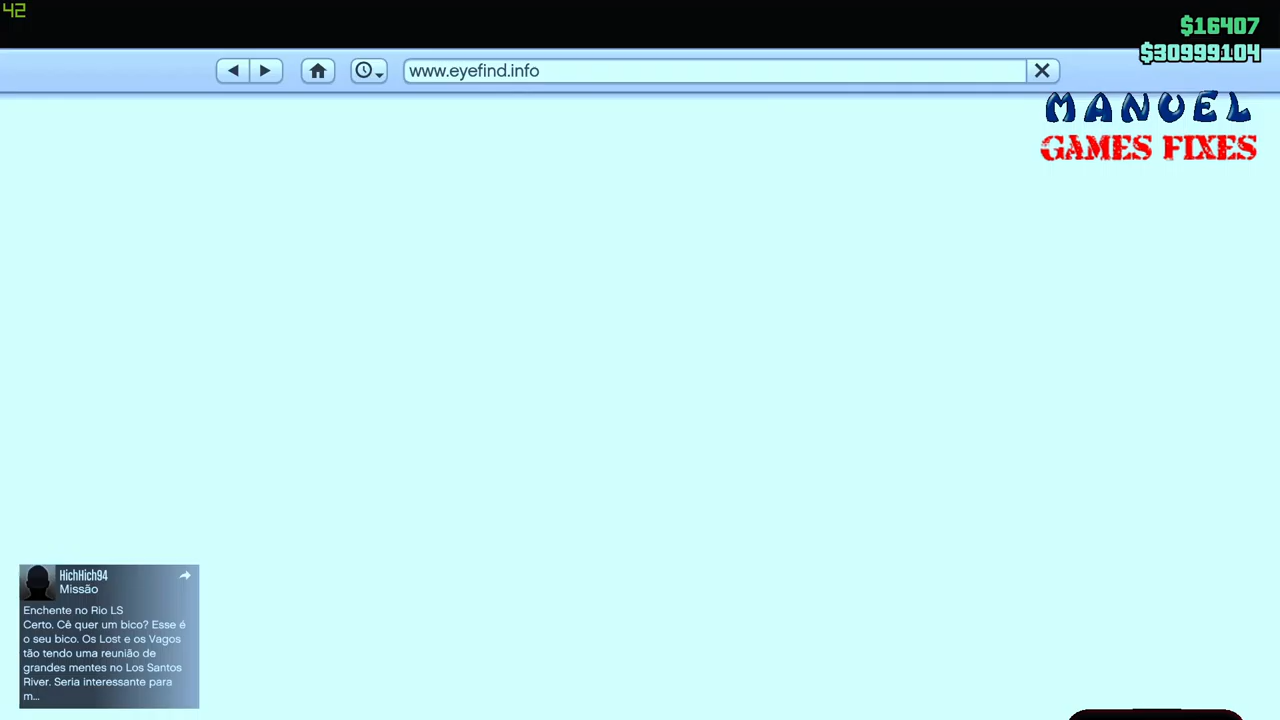 42
$16407
$30999104
www.eyefind.info
MANUEL
GAMES FIXES
HichHich94
Missão
Enchente no Rio LS
Certo. Cê quer um bico? Esse é
o seu bico. Os Lost e os Vagos
tão tendo uma reunião de
grandes mentes no Los Santos
River. Seria interessante para
m...